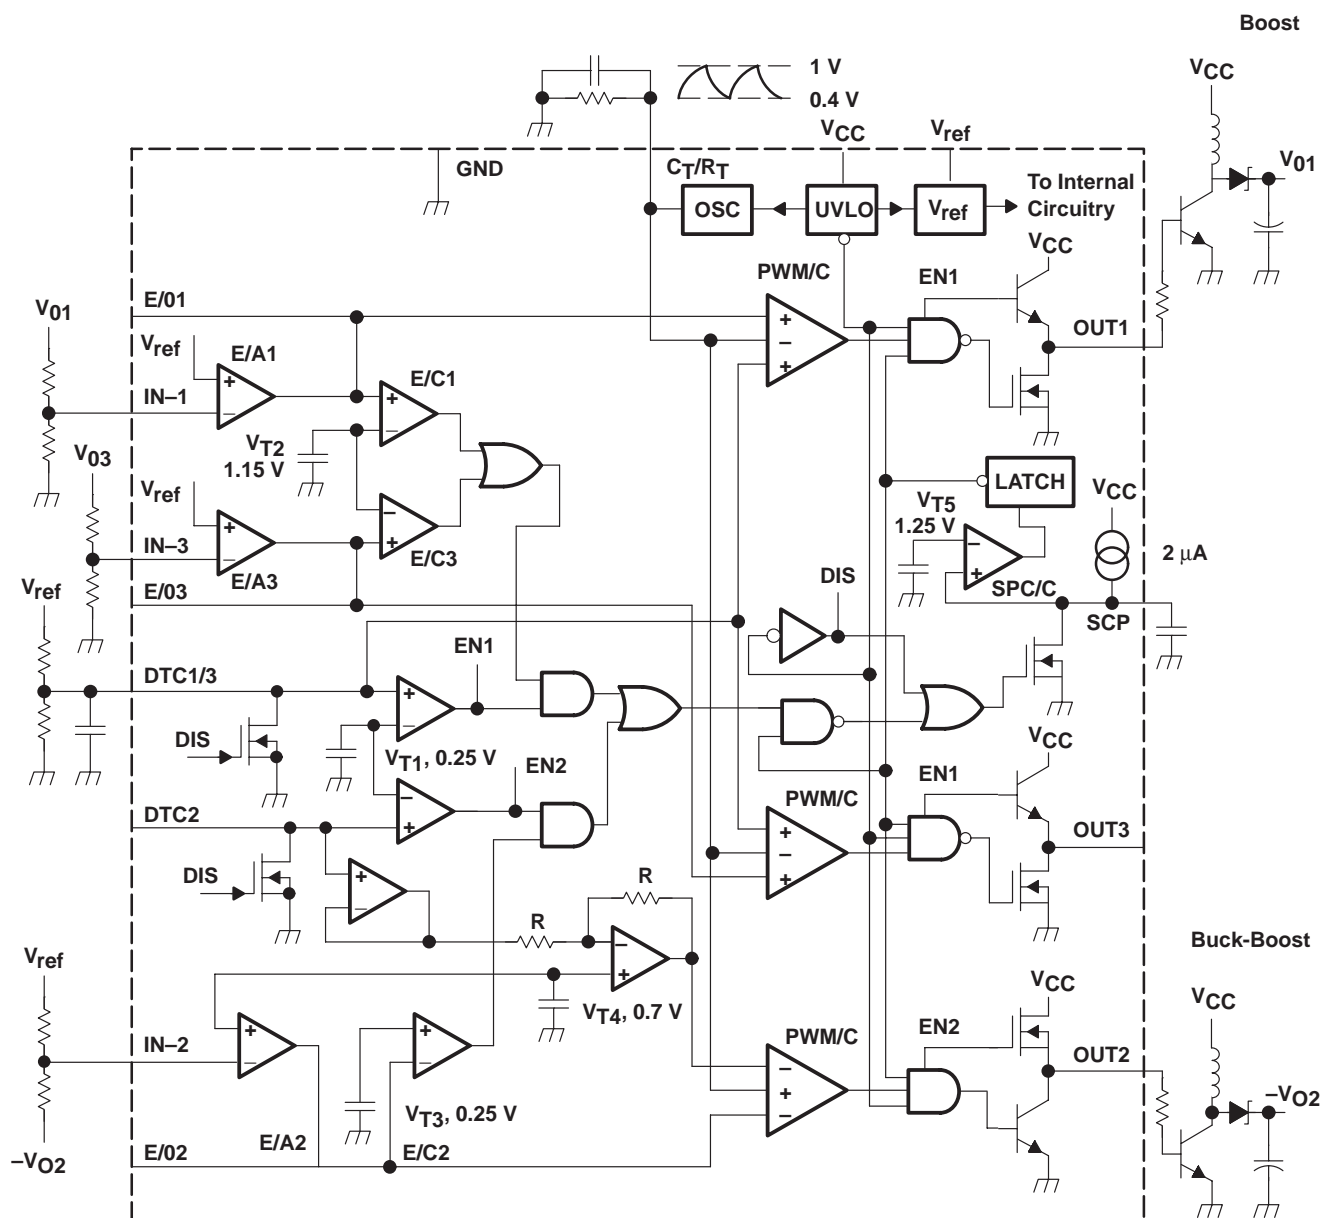 Boost
VCC
1 V
0.4 V
VCC
Vref
V01
GND
CT/RT
To Internal
Circuitry
OSC
UVLO
Vref
VCC
PWM/C
EN1
E/01
V01
OUT1
Vref
E/A1
E/C1
IN–1
VT2
1.15 V
V03
LATCH
VCC
Vref
VT5
1.25 V
2 μA
IN–3
E/C3
E/A3
DIS
SPC/C
Vref
E/03
SCP
EN1
DTC1/3
DIS
VT1, 0.25 V
VCC
EN2
EN1
PWM/C
DTC2
OUT3
DIS
R
R
Buck-Boost
Vref
VCC
VCC
VT4, 0.7 V
PWM/C
EN2
IN–2
OUT2
VT3, 0.25 V
–VO2
E/A2
E/02
E/C2
–VO2
+
−
+
+
−
+
−
+
−
−
+
−
+
+
−
−
+
+
−
+
+
−
−
+
+
−
+
−
−
+
−